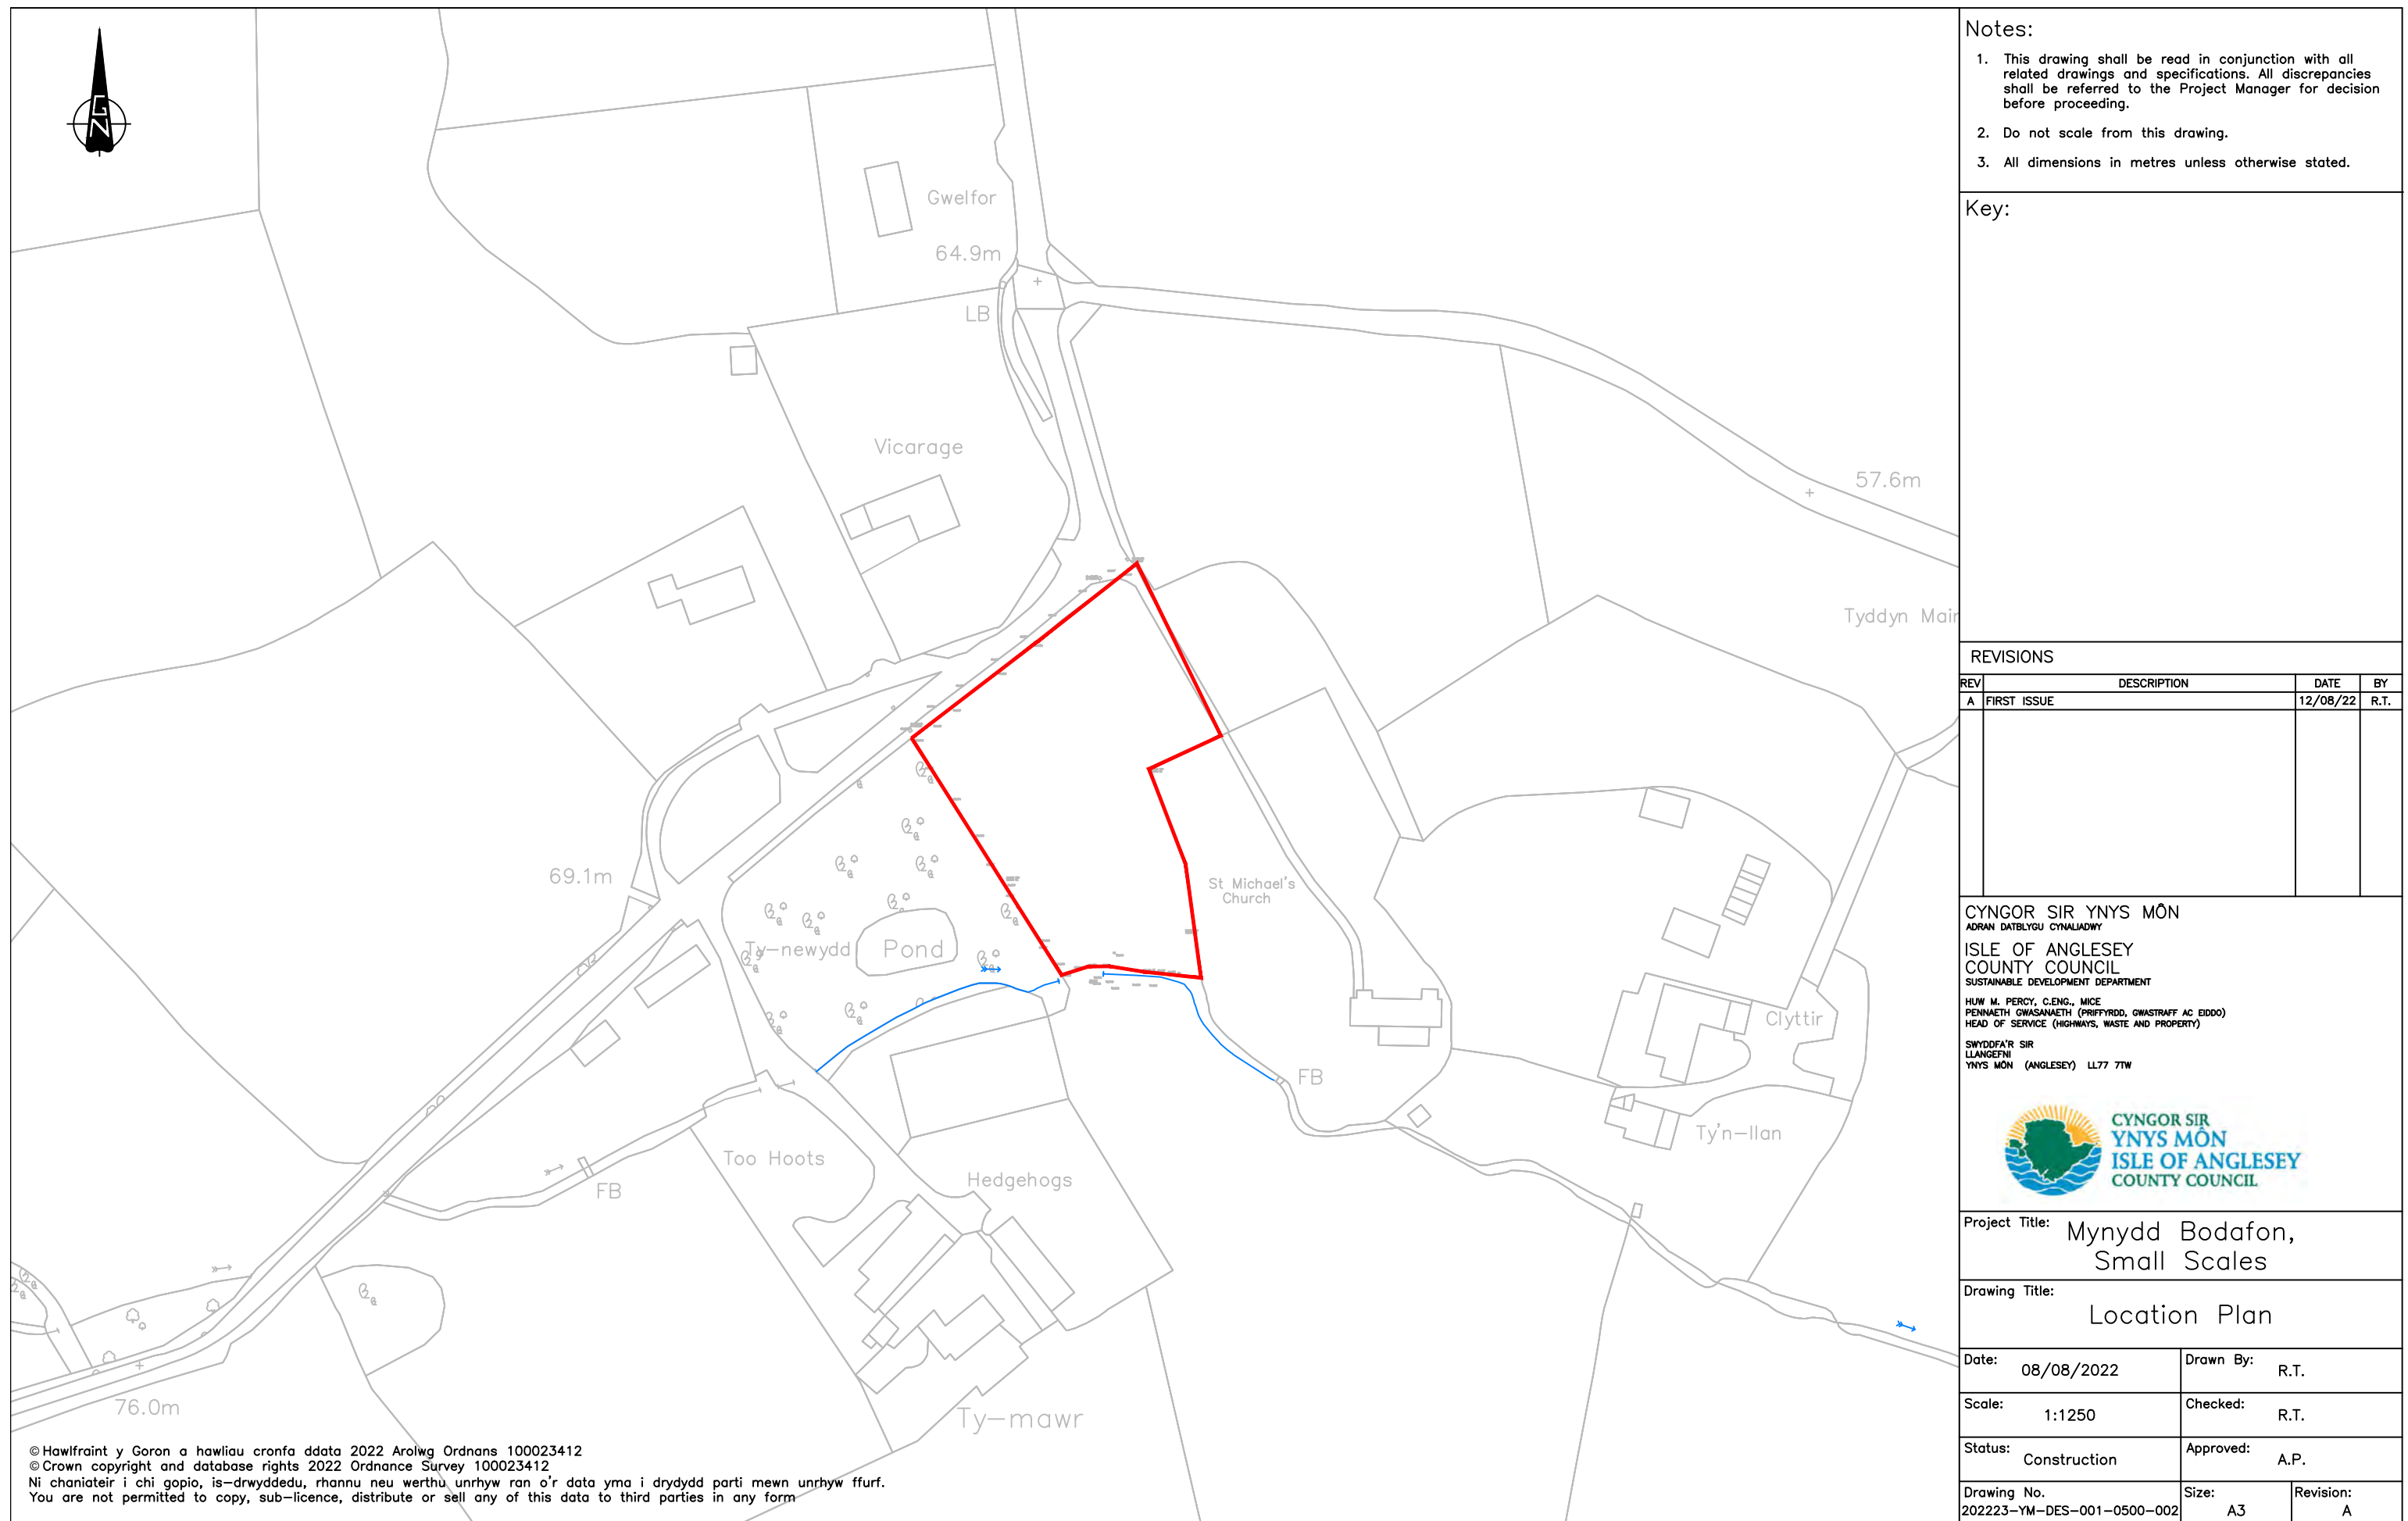 NG
Gwelfor
64.9m
LB
Vicarage
57.6m
Tyddyn Mair
69.1m
St Michael's
Church
Ty-newydd
Pond
Clyttir
FB
Ty'n-llan
Too Hoots
Hedgehogs
FB
76.0m
Ty-mawr
© Hawlfraint y Goron a hawliau cronfa ddata 2022 Arolwg Ordnans 100023412
© Crown copyright and database rights 2022 Ordnance Survey 100023412
Ni chaniateir i chi gopio, is-drwyddedu, rhannu neu werthu unrhyw ran o'r data yma i drydydd parti mewn unrhyw ffurf.
You are not permitted to copy, sub-licence, distribute or sell any of this data to third parties in any form
Notes:
1. This drawing shall be read in conjunction with all
related drawings and specifications. All discrepancies
shall be referred to the Project Manager for decision
before proceeding.
2. Do not scale from this drawing.
3. All dimensions in metres unless otherwise stated.
Key:
REVISIONS
REV DESCRIPTION DATE BY
A FIRST ISSUE 12/08/22 R.T.
CYNGOR SIR YNYS MÔN
ADRAN DATBLYGU CYNALIADWY
ISLE OF ANGLESEY
COUNTY COUNCIL
SUSTAINABLE DEVELOPMENT DEPARTMENT
HUW M. PERCY, C.ENG., MICE
PENNAETH GWASANAETH (PRIFFYRDD, GWASTRAFF AC EIDDO)
HEAD OF SERVICE (HIGHWAYS, WASTE AND PROPERTY)
SWYDDFA'R SIR
LLANGEFNI
YNYS MÔN (ANGLESEY) LL77 7TW
CYNGOR SIR
YNYS MÔN
ISLE OF ANGLESEY
COUNTY COUNCIL
Project Title: Mynydd Bodafon,
Small Scales
Drawing Title:
Location Plan
Date: 08/08/2022 Drawn By: R.T.
Scale: 1:1250 Checked: R.T.
Status: Construction Approved: A.P.
Drawing No. Size: Revision:
202223-YM-DES-001-0500-002 A3 A